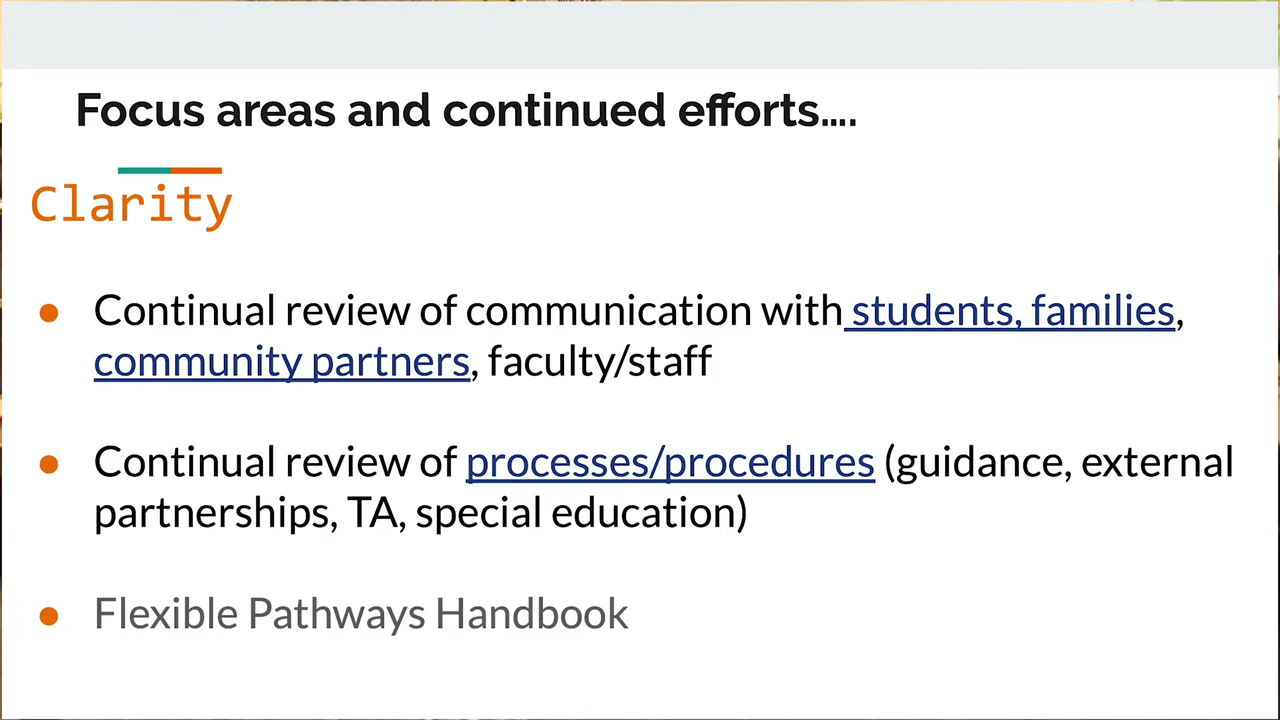 Focus areas and continued efforts....
Clarity
● Continual review of communication with students, families,
community partners, faculty/staff
● Continual review of processes/procedures (guidance, external
partnerships, TA, special education)
● Flexible Pathways Handbook